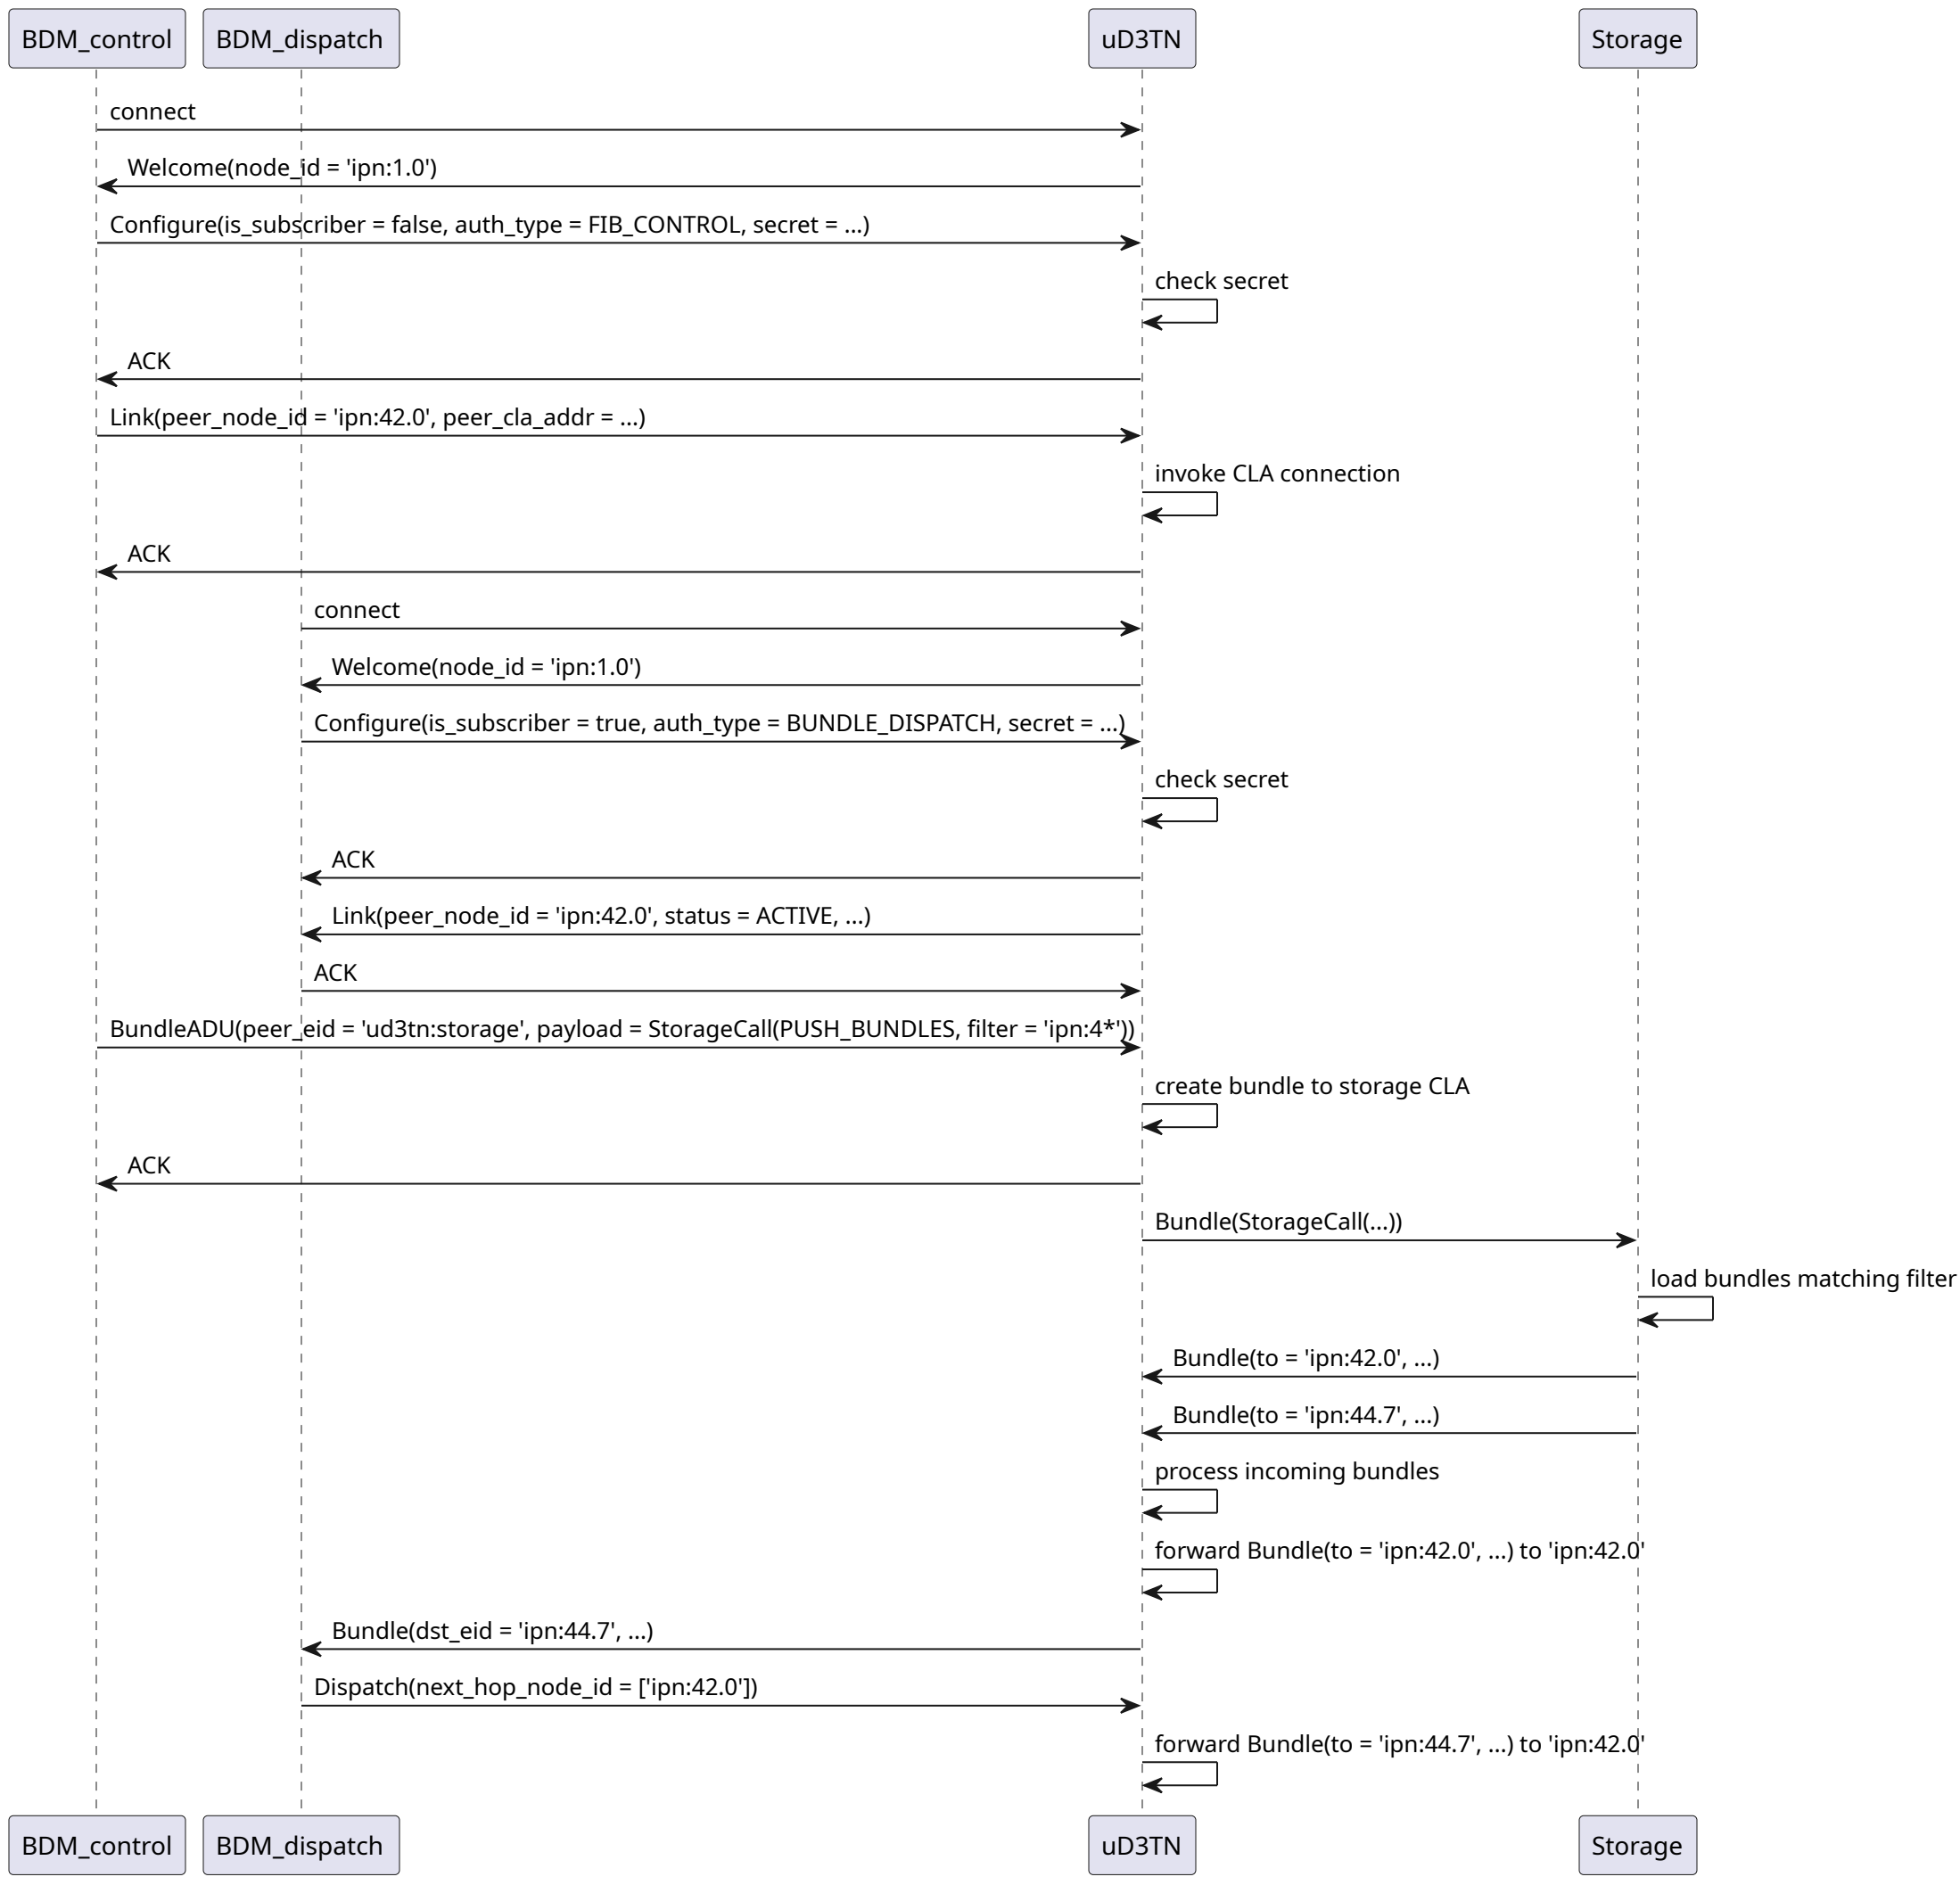 BDM_control
BDM_dispatch
uD3TN
Storage
connect
Welcome(node_id = 'ipn:1.0')
Configure(is_subscriber = false, auth_type = FIB_CONTROL, secret = ...)
check secret
ACK
Link(peer_node_id = 'ipn:42.0', peer_cla_addr = ...)
invoke CLA connection
ACK
connect
Welcome(node_id = 'ipn:1.0')
Configure(is_subscriber = true, auth_type = BUNDLE_DISPATCH, secret = ...)
check secret
ACK
Link(peer_node_id = 'ipn:42.0', status = ACTIVE, ...)
ACK
BundleADU(peer_eid = 'ud3tn:storage', payload = StorageCall(PUSH_BUNDLES, filter = 'ipn:4*'))
create bundle to storage CLA
ACK
Bundle(StorageCall(...))
load bundles matching filter
Bundle(to = 'ipn:42.0', ...)
Bundle(to = 'ipn:44.7', ...)
process incoming bundles
forward Bundle(to = 'ipn:42.0', ...) to 'ipn:42.0'
Bundle(dst_eid = 'ipn:44.7', ...)
Dispatch(next_hop_node_id = ['ipn:42.0'])
forward Bundle(to = 'ipn:44.7', ...) to 'ipn:42.0'
BDM_control
BDM_dispatch
uD3TN
Storage